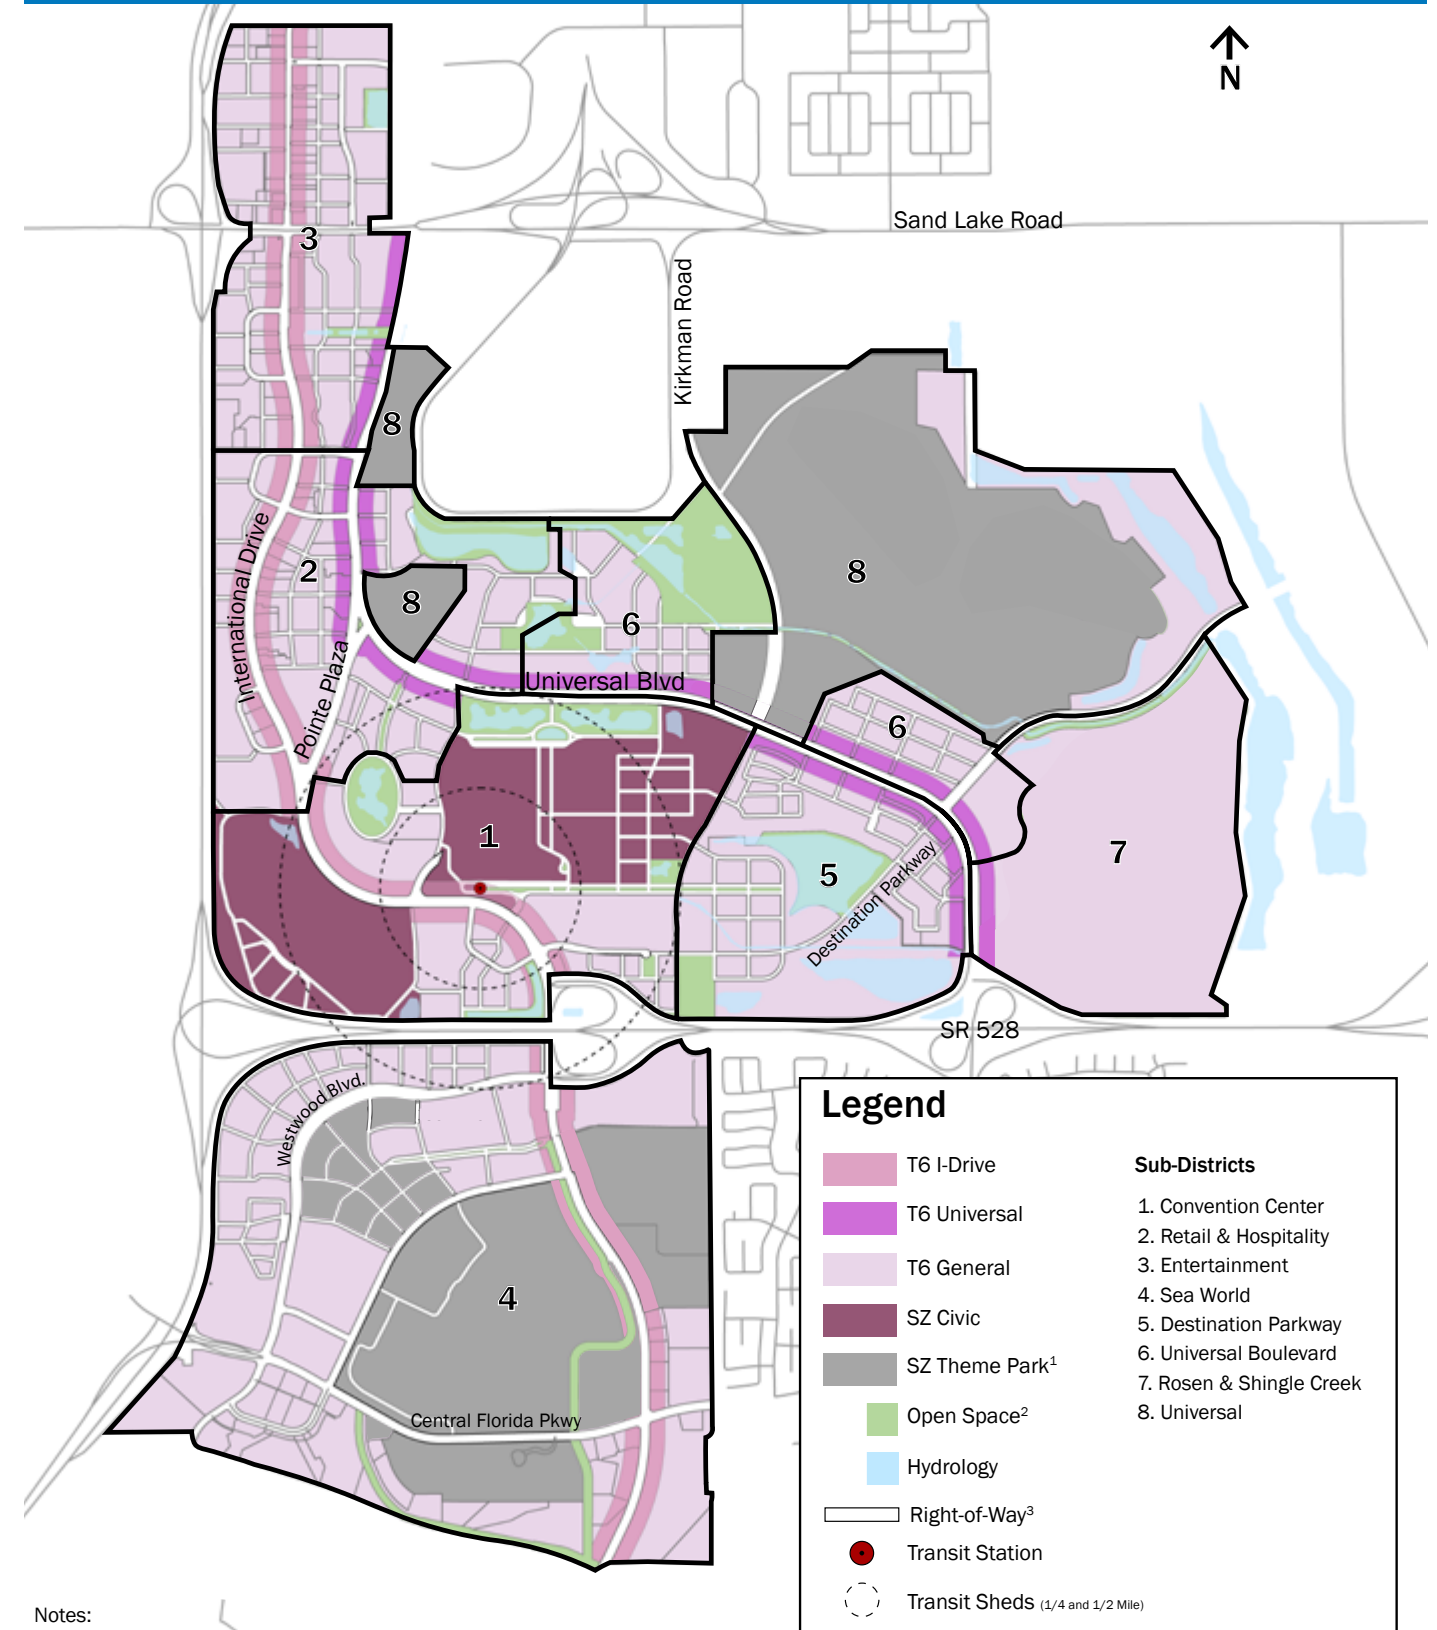 N
Sand Lake Road
3
Kirkman Road
8
International Drive
2
8
8
6
Pointe Plaza
Universal Blvd
6
1
7
5
Destination Parkway
SR 528
Westwood Blvd.
4
Central Florida Pkwy
Legend
T6 I-Drive
T6 Universal
T6 General
SZ Civic
SZ Theme Park¹
Open Space²
Hydrology
Right-of-Way³
Transit Station
Transit Sheds (1/4 and 1/2 Mile)
Sub-Districts
1. Convention Center
2. Retail & Hospitality
3. Entertainment
4. Sea World
5. Destination Parkway
6. Universal Boulevard
7. Rosen & Shingle Creek
8. Universal
Notes: